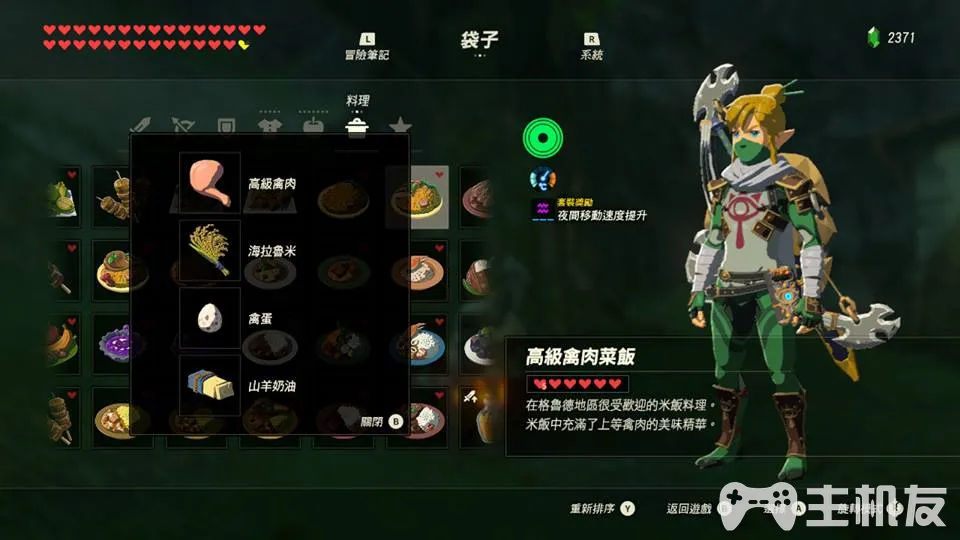 L
冒險筆記
袋子
R
系統
2371
料理
高級禽肉
海拉魯米
禽蛋
山羊奶油
關閉 B
套裝獎勵
夜間移動速度提升
高級禽肉菜飯
在格魯德地區很受歡迎的米飯料理。
米飯中充滿了上等禽肉的美味精華。
重新排序 Y
返回遊戲
選擇 A
主机友